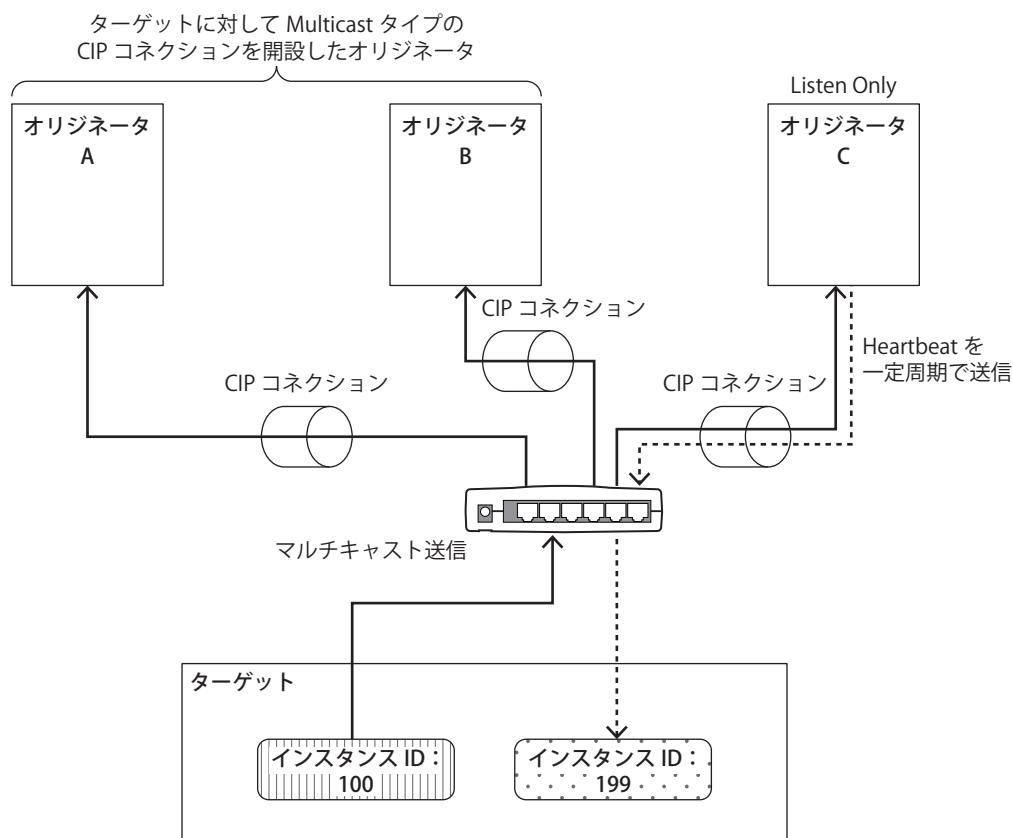 ターゲットに対して Multicast タイプの
CIP コネクションを開設したオリジネータ
Listen Only
オリジネータ
A
オリジネータ
B
オリジネータ
C
CIP コネクション
Heartbeat を
一定周期で送信
CIP コネクション
CIP コネクション
マルチキャスト送信
ターゲット
インスタンス ID：
100
インスタンス ID：
199